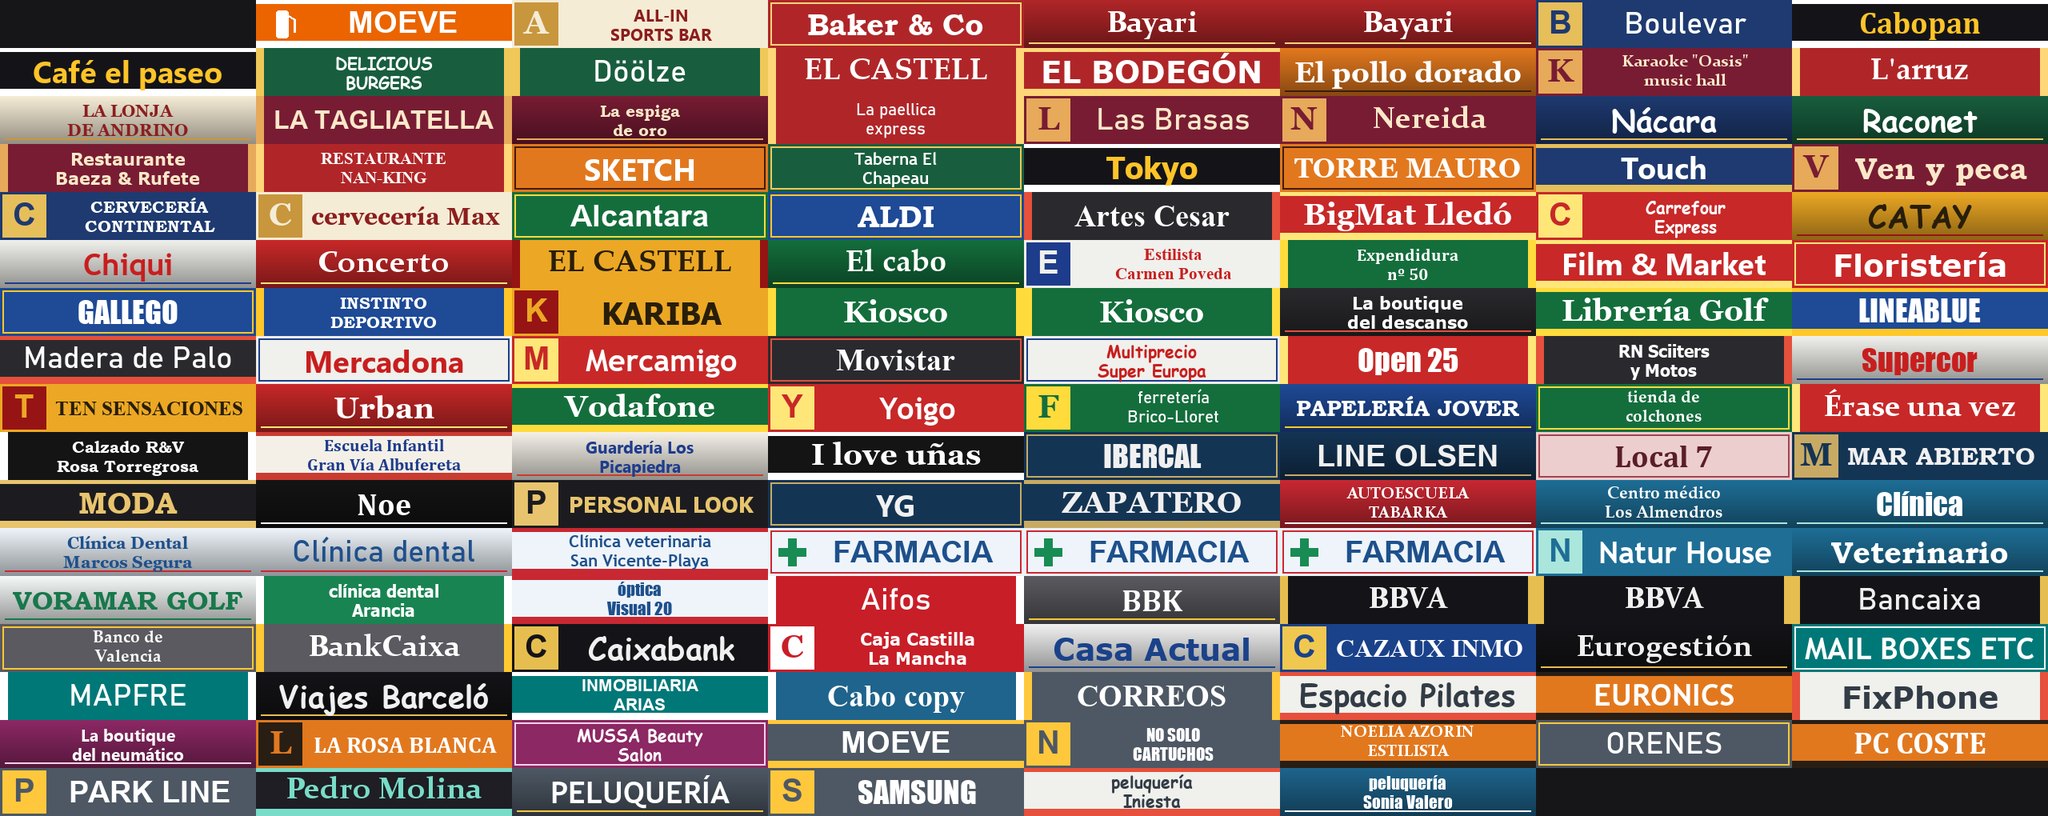 MOEVE
A
ALL-IN
SPORTS BAR
Baker & Co
Bayari
Bayari
B
Boulevar
Cabopan
Café el paseo
DELICIOUS
BURGERS
Döölze
EL CASTELL
EL BODEGÓN
El pollo dorado
K
Karaoke "Oasis"
music hall
L'arruz
LA LONJA
DE ANDRINO
LA TAGLIATELLA
La espiga
de oro
La paellica
express
L
Las Brasas
N
Nereida
Nácara
Raconet
Restaurante
Baeza & Rufete
RESTAURANTE
NAN-KING
SKETCH
Taberna El
Chapeau
Tokyo
TORRE MAURO
Touch
V
Ven y peca
C
CERVECERÍA
CONTINENTAL
C
cervecería Max
Alcantara
ALDI
Artes Cesar
BigMat Lledó
C
Carrefour
Express
CATAY
Chiqui
Concerto
EL CASTELL
El cabo
E
Estilista
Carmen Poveda
Expendidura
nº 50
Film & Market
Floristería
GALLEGO
INSTINTO
DEPORTIVO
K
KARIBA
Kiosco
Kiosco
La boutique
del descanso
Librería Golf
LINEABLUE
Madera de Palo
Mercadona
M
Mercamigo
Movistar
Multiprecio
Super Europa
Open 25
RN Sciiters
y Motos
Supercor
T
TEN SENSACIONES
Urban
Vodafone
Y
Yoigo
F
ferretería
Brico-Lloret
PAPELERÍA JOVER
tienda de
colchones
Érase una vez
Calzado R&V
Rosa Torregrosa
Escuela Infantil
Gran Vía Albufereta
Guardería Los
Picapiedra
I love uñas
IBERCAL
LINE OLSEN
Local 7
M
MAR ABIERTO
MODA
Noe
P
PERSONAL LOOK
YG
ZAPATERO
AUTOESCUELA
TABARKA
Centro médico
Los Almendros
Clínica
Clínica Dental
Marcos Segura
Clínica dental
Clínica veterinaria
San Vicente-Playa
FARMACIA
FARMACIA
FARMACIA
N
Natur House
Veterinario
VORAMAR GOLF
clínica dental
Arancia
óptica
Visual 20
Aifos
BBK
BBVA
BBVA
Bancaixa
Banco de
Valencia
BankCaixa
C
Caixabank
C
Caja Castilla
La Mancha
Casa Actual
C
CAZAUX INMO
Eurogestión
MAIL BOXES ETC
MAPFRE
Viajes Barceló
INMOBILIARIA
ARIAS
Cabo copy
CORREOS
Espacio Pilates
EURONICS
FixPhone
La boutique
del neumático
L
LA ROSA BLANCA
MUSSA Beauty
Salon
MOEVE
N
NO SOLO
CARTUCHOS
NOELIA AZORIN
ESTILISTA
ORENES
PC COSTE
P
PARK LINE
Pedro Molina
PELUQUERÍA
S
SAMSUNG
peluquería
Iniesta
peluquería
Sonia Valero